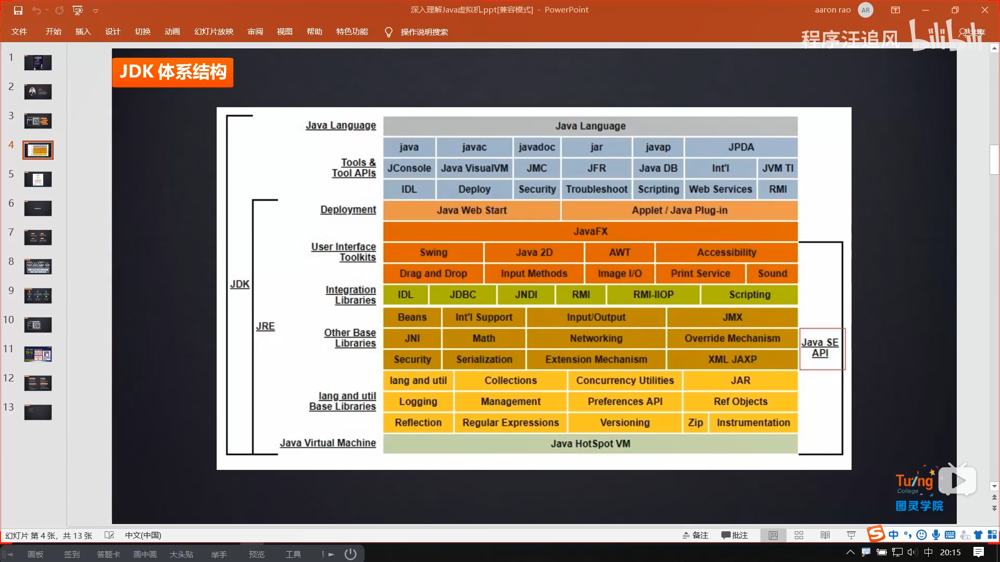 深入理解Java虚拟机.ppt[兼容模式] - PowerPoint
aaron rao
AR
文件 开始 插入 设计 切换 动画 幻灯片放映 审阅 视图 帮助 特色功能 操作说明搜索
共享
程序汪追风
bilibili
1
2
3
4
5
6
7
8
9
10
11
12
13
JDK 体系结构
Java Language
Java Language
java javac javadoc jar javap JPDA
Tools &
Tool APIs
JConsole Java VisualVM JMC JFR Java DB Int'l JVM TI
IDL Deploy Security Troubleshoot Scripting Web Services RMI
Deployment
Java Web Start Applet / Java Plug-in
JavaFX
User Interface
Toolkits
Swing Java 2D AWT Accessibility
Drag and Drop Input Methods Image I/O Print Service Sound
JDK
Integration
Libraries
IDL JDBC JNDI RMI RMI-IIOP Scripting
JRE
Beans Int'l Support Input/Output JMX
Other Base
Libraries
JNI Math Networking Override Mechanism
Security Serialization Extension Mechanism XML JAXP
Java SE
API
lang and util Collections Concurrency Utilities JAR
lang and util
Base Libraries
Logging Management Preferences API Ref Objects
Reflection Regular Expressions Versioning Zip Instrumentation
Java Virtual Machine
Java HotSpot VM
Tuling
College
图灵学院
幻灯片 第 4 张，共 13 张 中文(中国)
备注 批注
S 中
画板 签到 答题卡 画中画 大头贴 举手 预览 工具
中 20:15